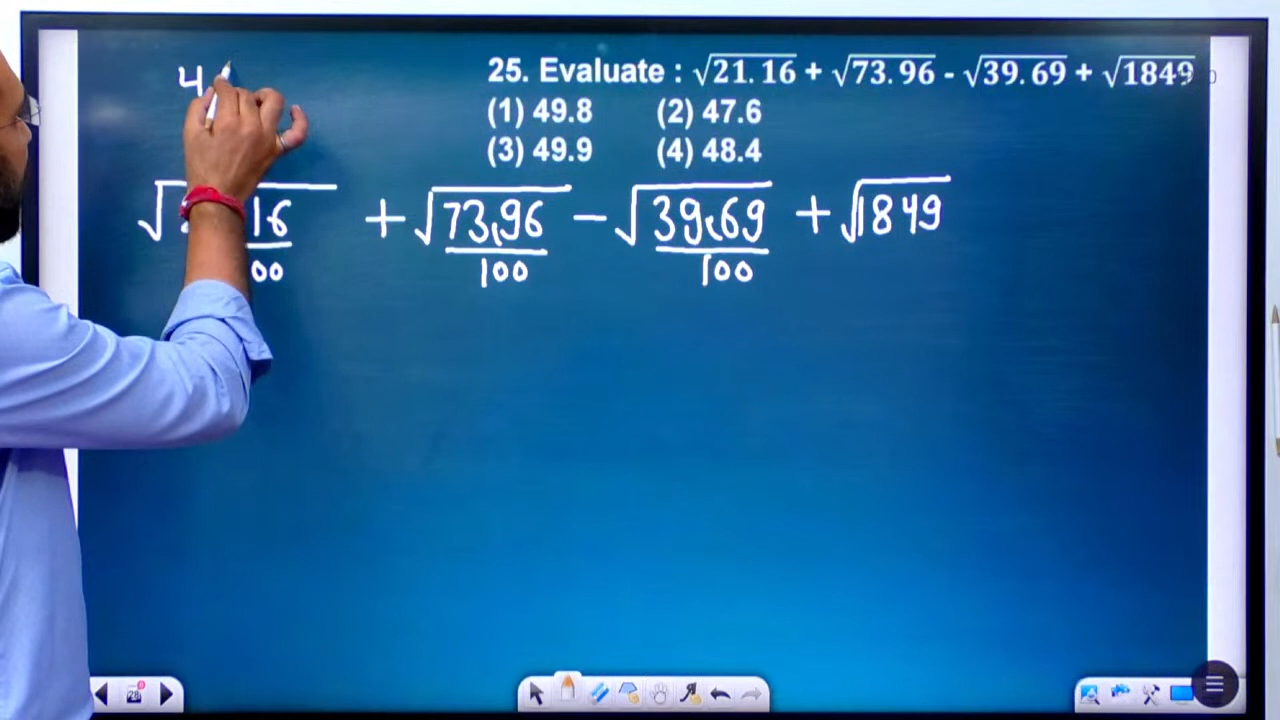 4
25. Evaluate : √21.16 + √73.96 - √39.69 + √1849
(1) 49.8 (2) 47.6
(3) 49.9 (4) 48.4
√ 16 + √73.96 − √39.69 + √1849
00 100 100
28